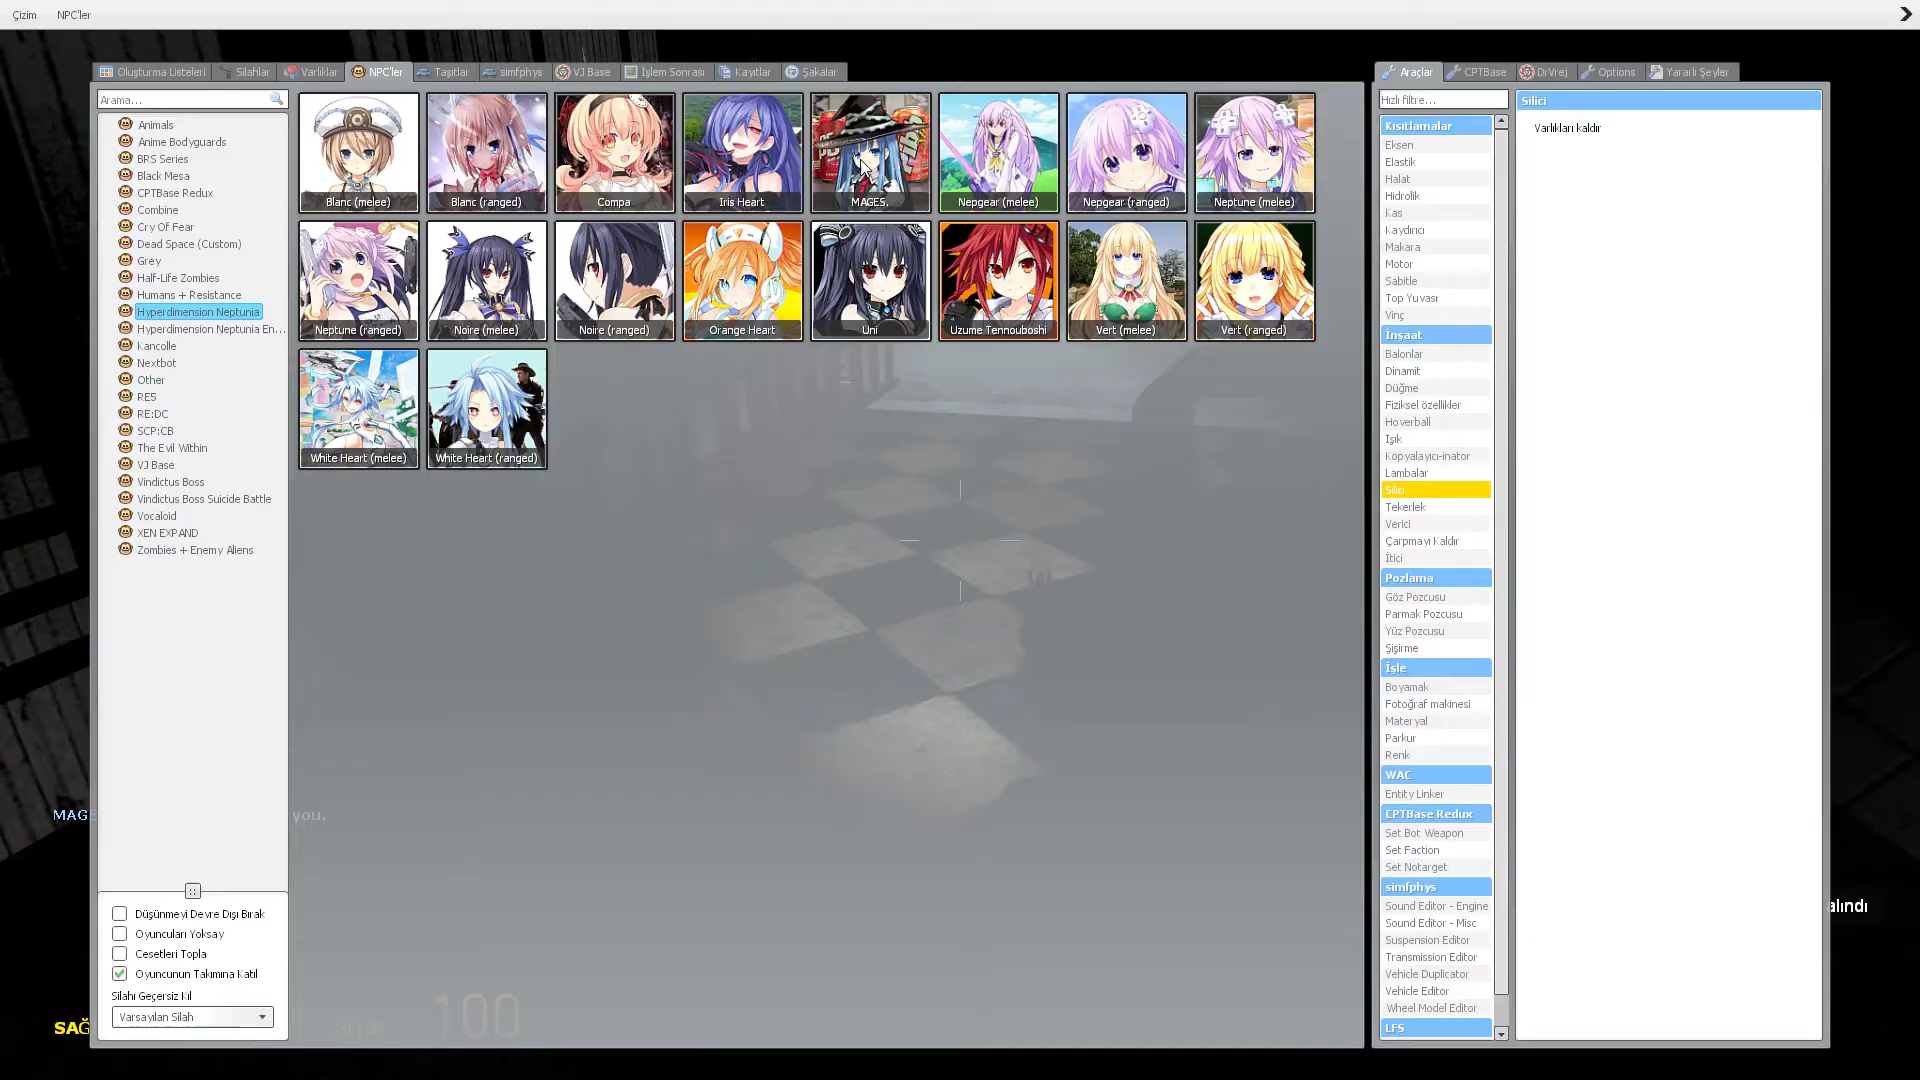 Çizim
NPC'ler
Oluşturma Listeleri
Silahlar
Varlıklar
NPC'ler
Taşıtlar
simfphys
VJ Base
İşlem Sonrası
Kayıtlar
Şakalar
Arama...
Animals
Anime Bodyguards
BRS Series
Black Mesa
CPTBase Redux
Combine
Cry Of Fear
Dead Space (Custom)
Grey
Half-Life Zombies
Humans + Resistance
Hyperdimension Neptunia
Hyperdimension Neptunia En...
Kancolle
Nextbot
Other
RE5
RE:DC
SCP:CB
The Evil Within
VJ Base
Vindictus Boss
Vindictus Boss Suicide Battle
Vocaloid
XEN EXPAND
Zombies + Enemy Aliens
Düşünmeyi Devre Dışı Bırak
Oyuncuları Yoksay
Cesetleri Topla
Oyuncunun Takımına Katıl
Silahı Geçersiz Kıl
Varsayılan Silah
Blanc (melee)
Blanc (ranged)
Compa
Iris Heart
MAGES.
Nepgear (melee)
Nepgear (ranged)
Neptune (melee)
Neptune (ranged)
Noire (melee)
Noire (ranged)
Orange Heart
Uni
Uzume Tennouboshi
Vert (melee)
Vert (ranged)
White Heart (melee)
White Heart (ranged)
MAGE
you.
SAĞ
100
Araçlar
CPTBase
DrVrej
Options
Yararlı Şeyler
Hızlı filtre...
Kısıtlamalar
Eksen
Elastik
Halat
Hidrolik
Kas
Kaydırıcı
Makara
Motor
Sabitle
Top Yuvası
Vinç
İnşaat
Balonlar
Dinamit
Düğme
Fiziksel özellikler
Hoverball
Işık
Kopyalayıcı-inator
Lambalar
Silici
Tekerlek
Verici
Çarpmayı Kaldır
İtici
Pozlama
Göz Pozcusu
Parmak Pozcusu
Yüz Pozcusu
Şişirme
İşle
Boyamak
Fotoğraf makinesi
Materyal
Parkur
Renk
WAC
Entity Linker
CPTBase Redux
Set Bot Weapon
Set Faction
Set Notarget
simfphys
Sound Editor - Engine
Sound Editor - Misc
Suspension Editor
Transmission Editor
Vehicle Duplicator
Vehicle Editor
Wheel Model Editor
LFS
Silici
Varlıkları kaldır
alındı